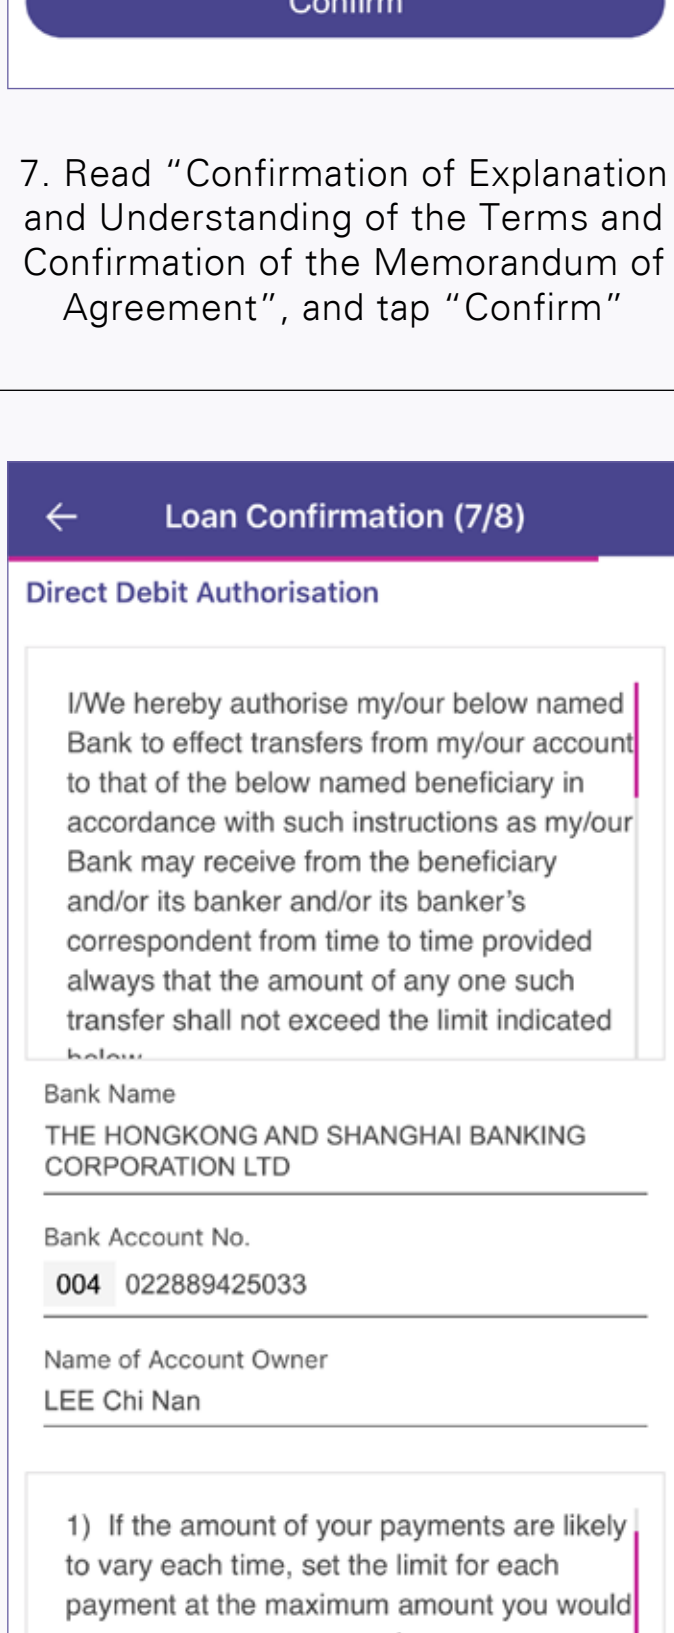 Confirm
7. Read “Confirmation of Explanation
and Understanding of the Terms and
Confirmation of the Memorandum of
Agreement”, and tap “Confirm”
← Loan Confirmation (7/8)
Direct Debit Authorisation
I/We hereby authorise my/our below named
Bank to effect transfers from my/our account
to that of the below named beneficiary in
accordance with such instructions as my/our
Bank may receive from the beneficiary
and/or its banker and/or its banker’s
correspondent from time to time provided
always that the amount of any one such
transfer shall not exceed the limit indicated
below
Bank Name
THE HONGKONG AND SHANGHAI BANKING
CORPORATION LTD
Bank Account No.
004 022889425033
Name of Account Owner
LEE Chi Nan
1) If the amount of your payments are likely
to vary each time, set the limit for each
payment at the maximum amount you would